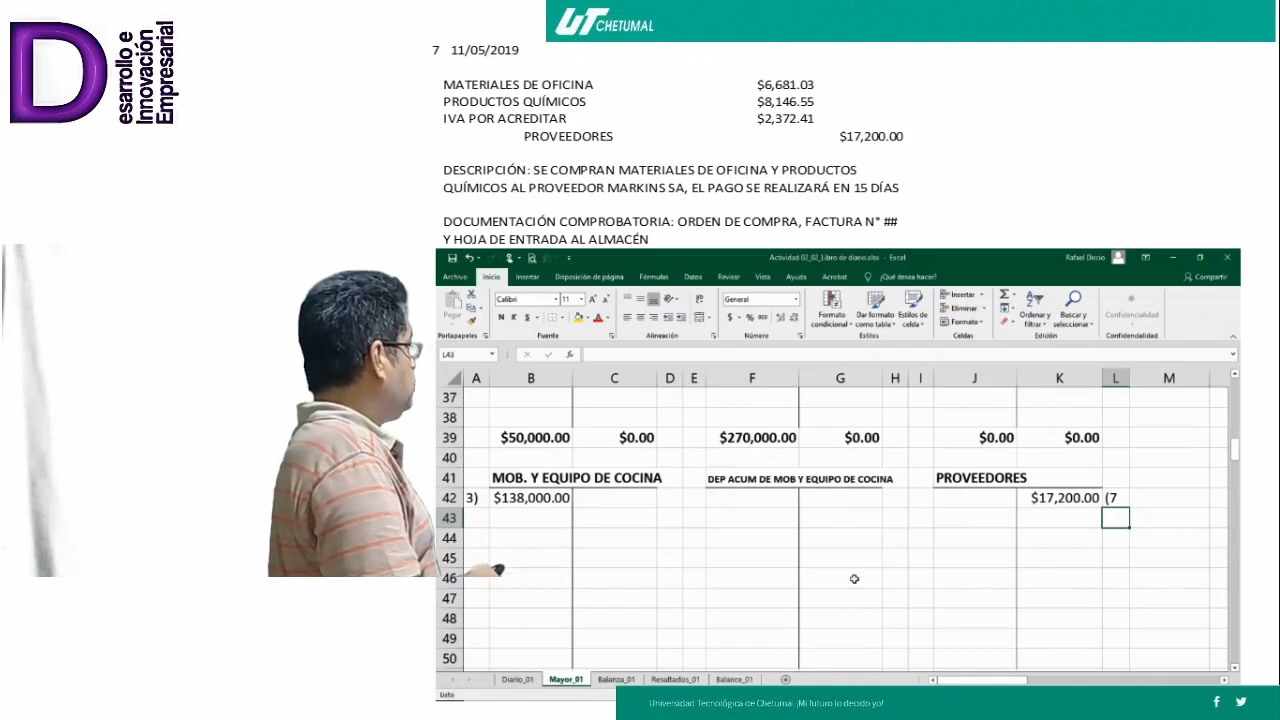 UT CHETUMAL
D esarrollo e
Innovación
Empresarial
7 11/05/2019
MATERIALES DE OFICINA $6,681.03
PRODUCTOS QUÍMICOS $8,146.55
IVA POR ACREDITAR $2,372.41
PROVEEDORES $17,200.00
DESCRIPCIÓN: SE COMPRAN MATERIALES DE OFICINA Y PRODUCTOS
QUÍMICOS AL PROVEEDOR MARKINS SA, EL PAGO SE REALIZARÁ EN 15 DÍAS
DOCUMENTACIÓN COMPROBATORIA: ORDEN DE COMPRA, FACTURA N° ##
Y HOJA DE ENTRADA AL ALMACÉN
Actividad 02_02_Libro de diario.xlsx - Excel Rafael Dircio
Archivo Inicio Insertar Disposición de página Fórmulas Datos Revisar Vista Ayuda Acrobat ¿Qué desea hacer? Compartir
Pegar Calibri 11 General Formato condicional Dar formato como tabla Estilos de celda Insertar Eliminar Formato Ordenar y filtrar Buscar y seleccionar Confidencialidad
N K S $ % 000
Portapapeles Fuente Alineación Número Estilos Celdas Edición Confidencialidad
L43 fx
A B C D E F G H I J K L M
37
38
39 $50,000.00 $0.00 $270,000.00 $0.00 $0.00 $0.00
40
41 MOB. Y EQUIPO DE COCINA DEP ACUM DE MOB Y EQUIPO DE COCINA PROVEEDORES
42 3) $138,000.00 $17,200.00 (7
43
44
45
46
47
48
49
50
Diario_01 Mayor_01 Balanza_01 Resultados_01 Balance_01
Listo
Universidad Tecnológica de Chetumal ¡Mi futuro lo decido yo!